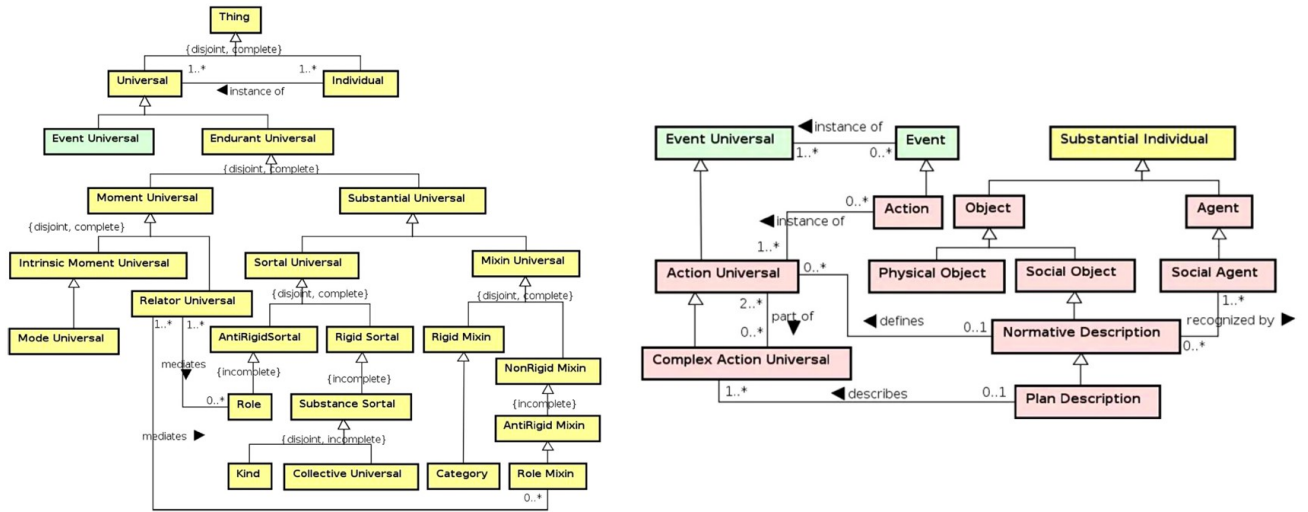 Thing
{disjoint, complete}
1..* 1..*
Universal Individual
instance of
Event Universal Endurant Universal
{disjoint, complete}
Moment Universal Substantial Universal
{disjoint, complete}
Intrinsic Moment Universal Sortal Universal Mixin Universal
Relator Universal {disjoint, complete} {disjoint, complete}
1..* 1..*
Mode Universal AntiRigidSortal Rigid Sortal Rigid Mixin
mediates {incomplete} {incomplete} NonRigid Mixin
0..* Role Substance Sortal {incomplete}
mediates {disjoint, incomplete} AntiRigid Mixin
Kind Collective Universal Category Role Mixin
0..*
instance of
Event Universal Event Substantial Individual
1..* 0..*
0..* Action Object Agent
instance of
1..*
Action Universal 0..* Physical Object Social Object Social Agent
2..* 1..*
part of defines 0..1 Normative Description recognized by
0..* 0..*
Complex Action Universal
1..* describes 0..1 Plan Description